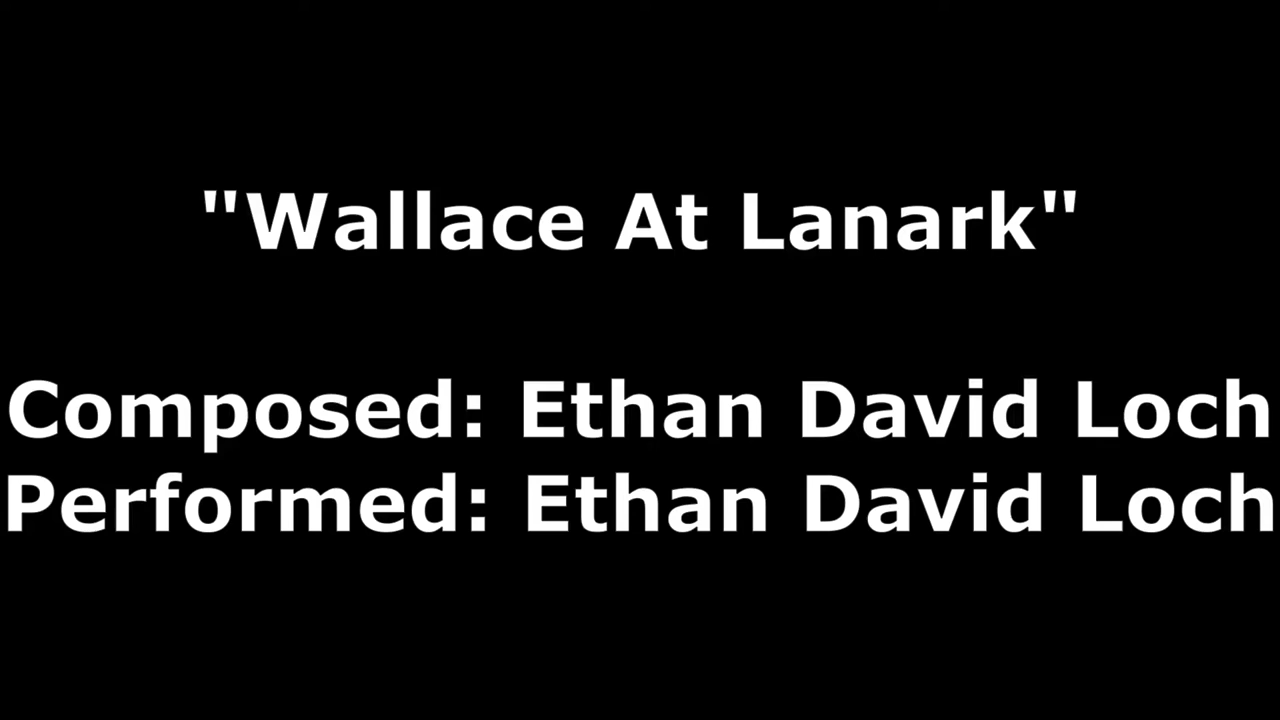 "Wallace At Lanark"
Composed: Ethan David Loch
Performed: Ethan David Loch